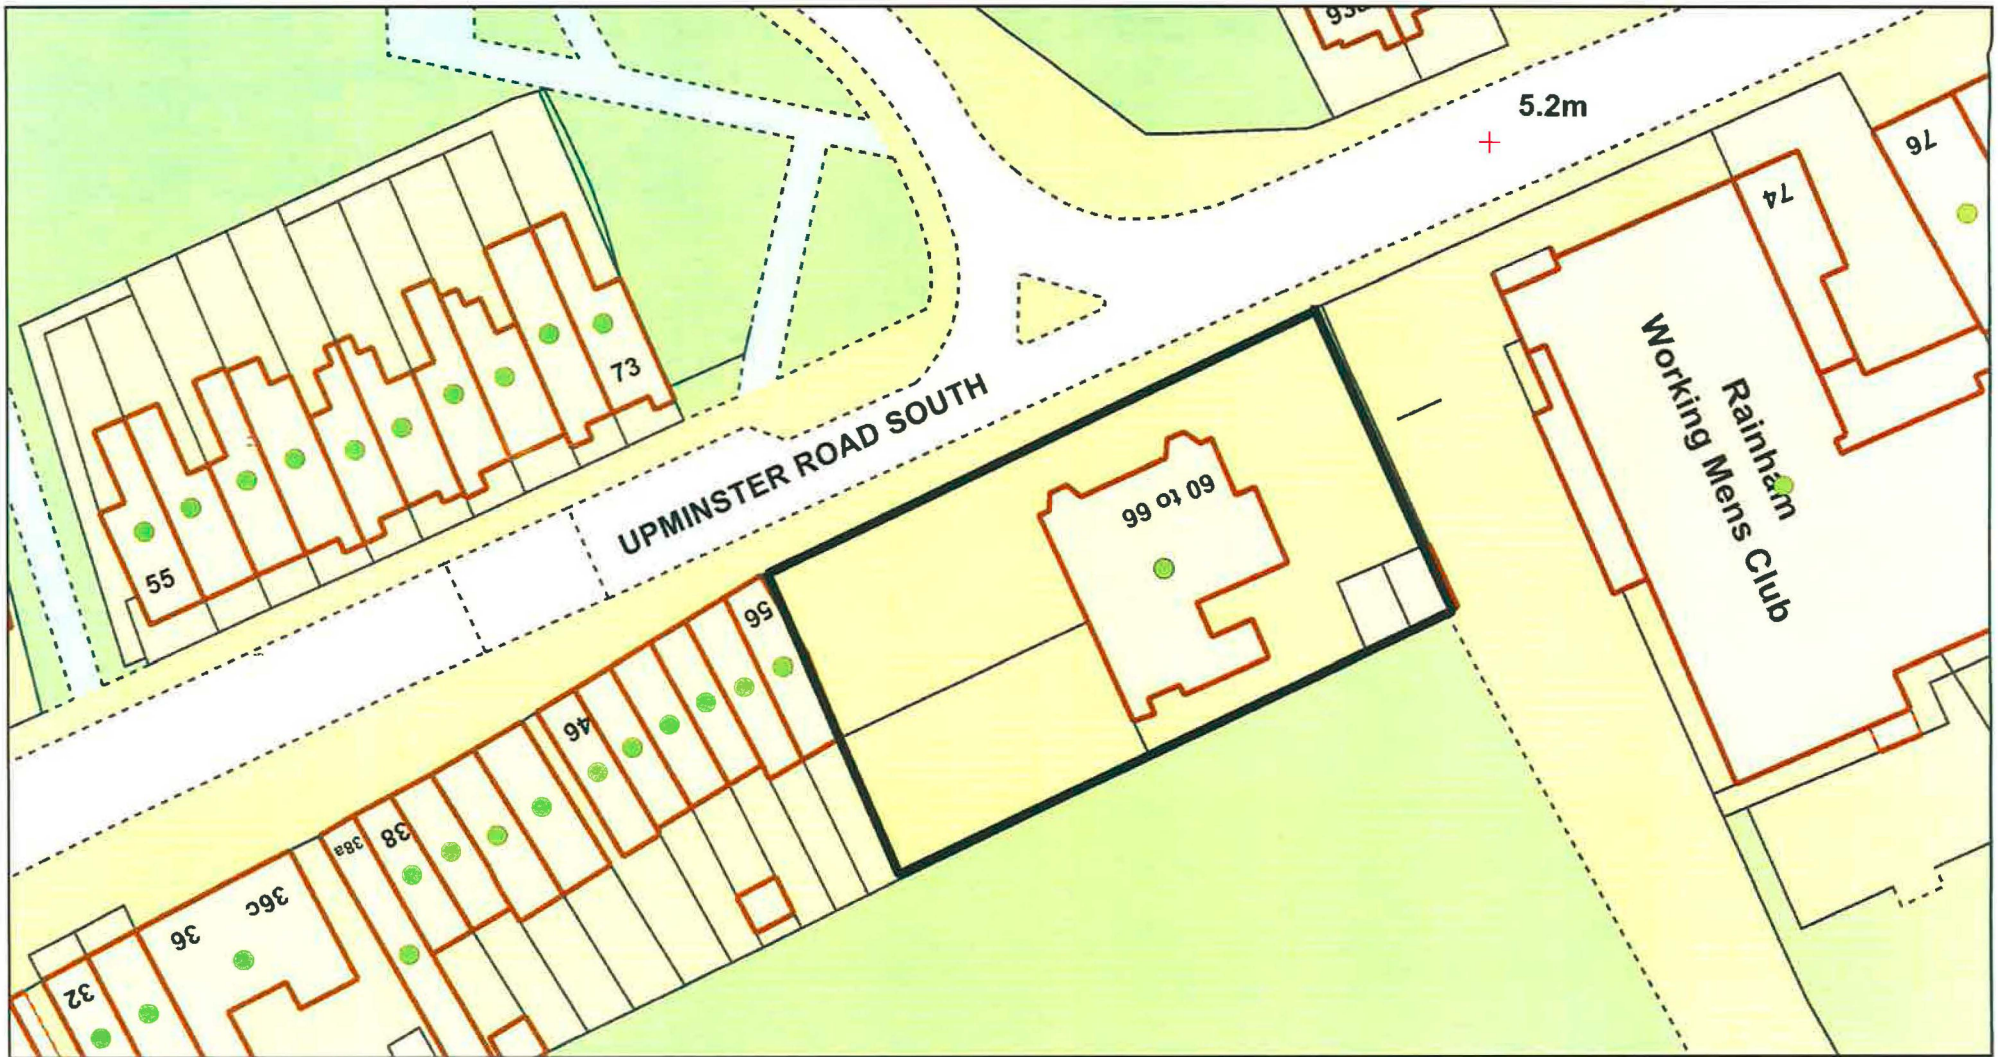 93a
5.2m
76
74
73
UPMINSTER ROAD SOUTH
Rainham
Working Mens Club
60 to 66
55
56
46
38
38a
36c
36
32